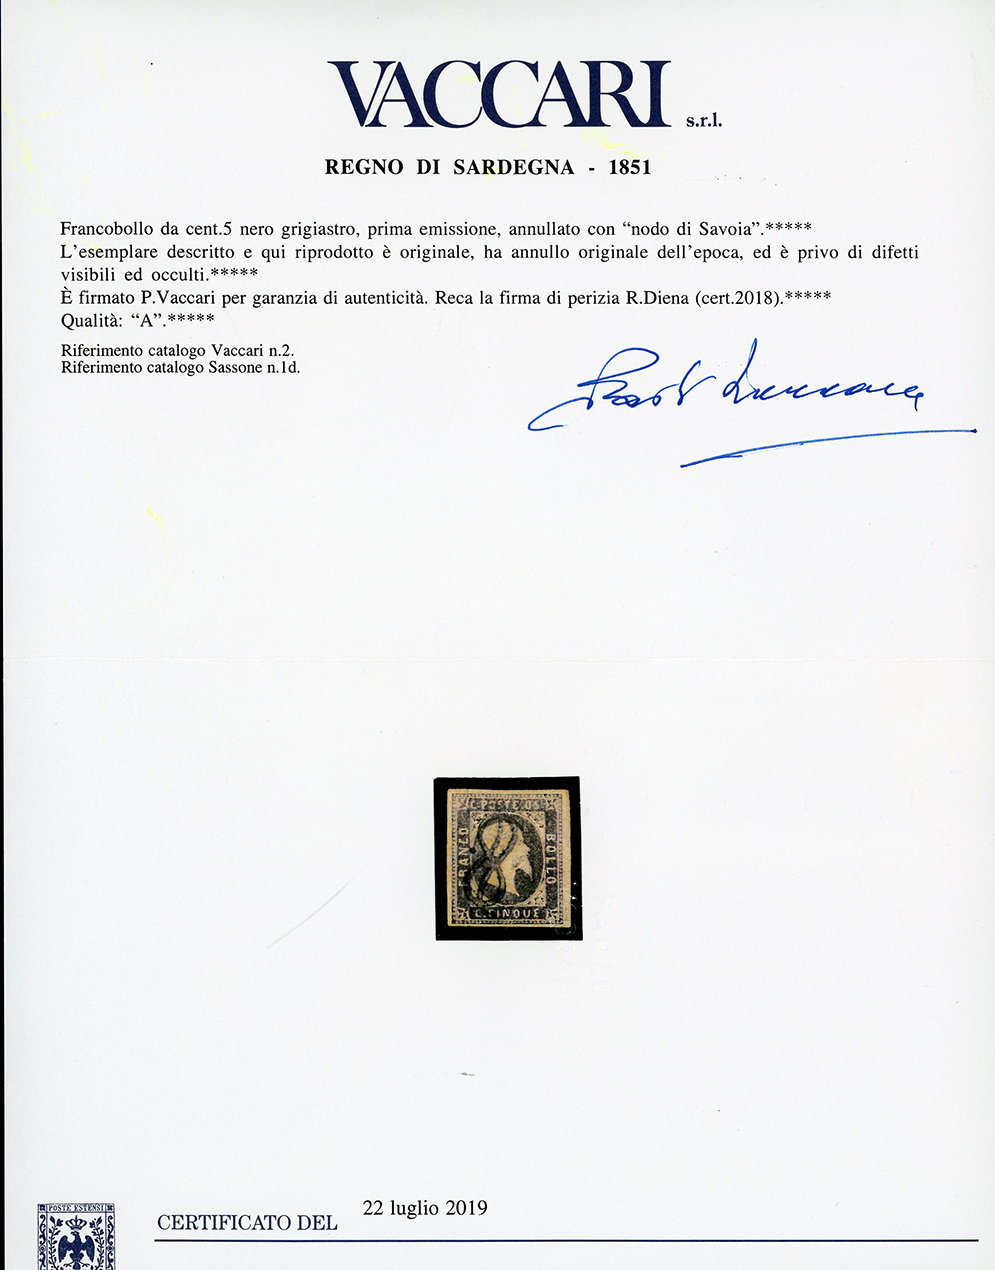 VACCARI s.r.l.
REGNO DI SARDEGNA - 1851
Francobollo da cent.5 nero grigiastro, prima emissione, annullato con “nodo di Savoia”.*****
L'esemplare descritto e qui riprodotto è originale, ha annullo originale dell'epoca, ed è privo di difetti
visibili ed occulti.*****
È firmato P.Vaccari per garanzia di autenticità. Reca la firma di perizia R.Diena (cert.2018).*****
Qualità: “A”.*****
Riferimento catalogo Vaccari n.2.
Riferimento catalogo Sassone n.1d.
C. POSTE
FRANCO
BOLLO
C. CINQUE
POSTE ESTENSI
CERTIFICATO DEL 22 luglio 2019